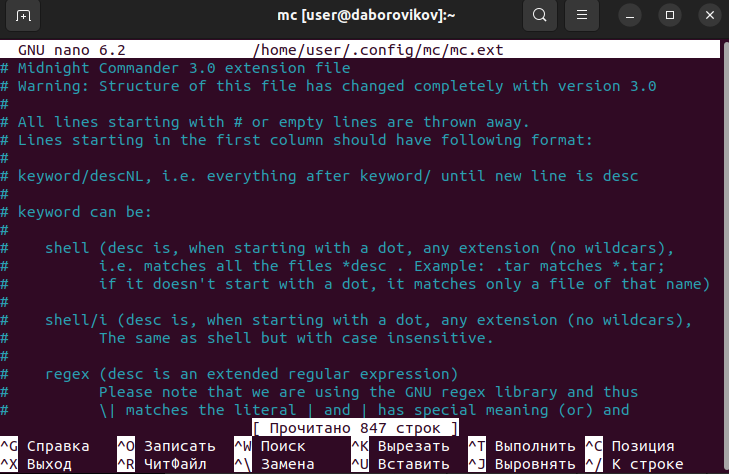 mc [user@daborovikov]:~
GNU nano 6.2 /home/user/.config/mc/mc.ext
# Midnight Commander 3.0 extension file
# Warning: Structure of this file has changed completely with version 3.0
#
# All lines starting with # or empty lines are thrown away.
# Lines starting in the first column should have following format:
#
# keyword/descNL, i.e. everything after keyword/ until new line is desc
#
# keyword can be:
#
#    shell (desc is, when starting with a dot, any extension (no wildcars),
#          i.e. matches all the files *desc . Example: .tar matches *.tar;
#          if it doesn't start with a dot, it matches only a file of that name)
#
#    shell/i (desc is, when starting with a dot, any extension (no wildcars),
#          The same as shell but with case insensitive.
#
#    regex (desc is an extended regular expression)
#          Please note that we are using the GNU regex library and thus
#          \| matches the literal | and | has special meaning (or) and
[ Прочитано 847 строк ]
^G Справка ^O Записать ^W Поиск ^K Вырезать ^T Выполнить ^C Позиция
^X Выход ^R ЧитФайл ^\ Замена ^U Вставить ^J Выровнять ^/ К строке